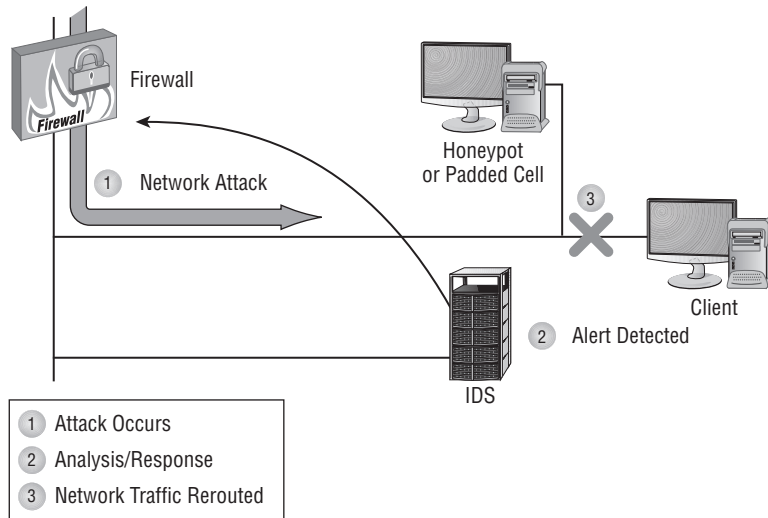 Firewall
Firewall
1 Network Attack
Honeypot
or Padded Cell
3
Client
2 Alert Detected
IDS
1 Attack Occurs
2 Analysis/Response
3 Network Traffic Rerouted